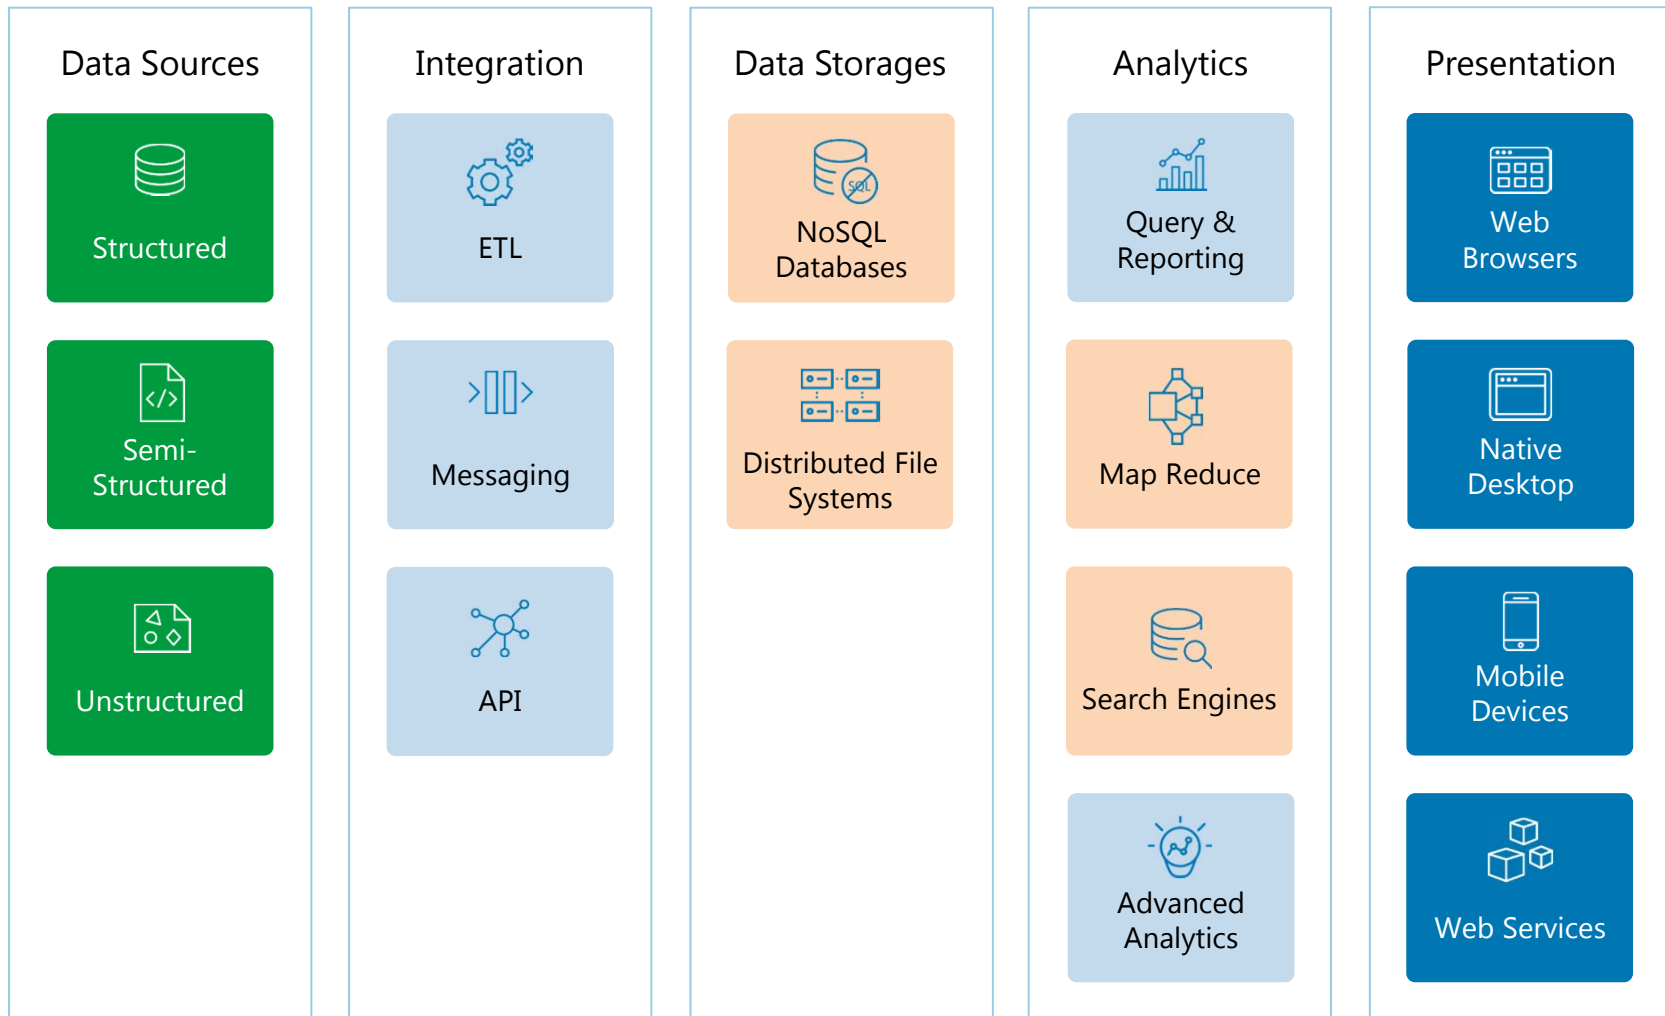 Data Sources
Structured
</>
Semi-
Structured
Unstructured
Integration
ETL
Messaging
API
Data Storages
SQL
NoSQL
Databases
Distributed File
Systems
Analytics
Query &
Reporting
Map Reduce
Search Engines
Advanced
Analytics
Presentation
Web
Browsers
Native
Desktop
Mobile
Devices
Web Services